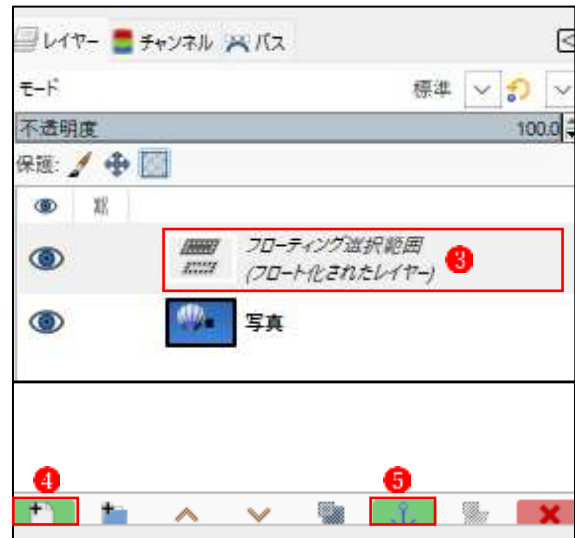 レイヤー チャンネル パス
モード 標準
不透明度 100.0
保護:
フローティング選択範囲
(フロート化されたレイヤー) 3
写真
4 5